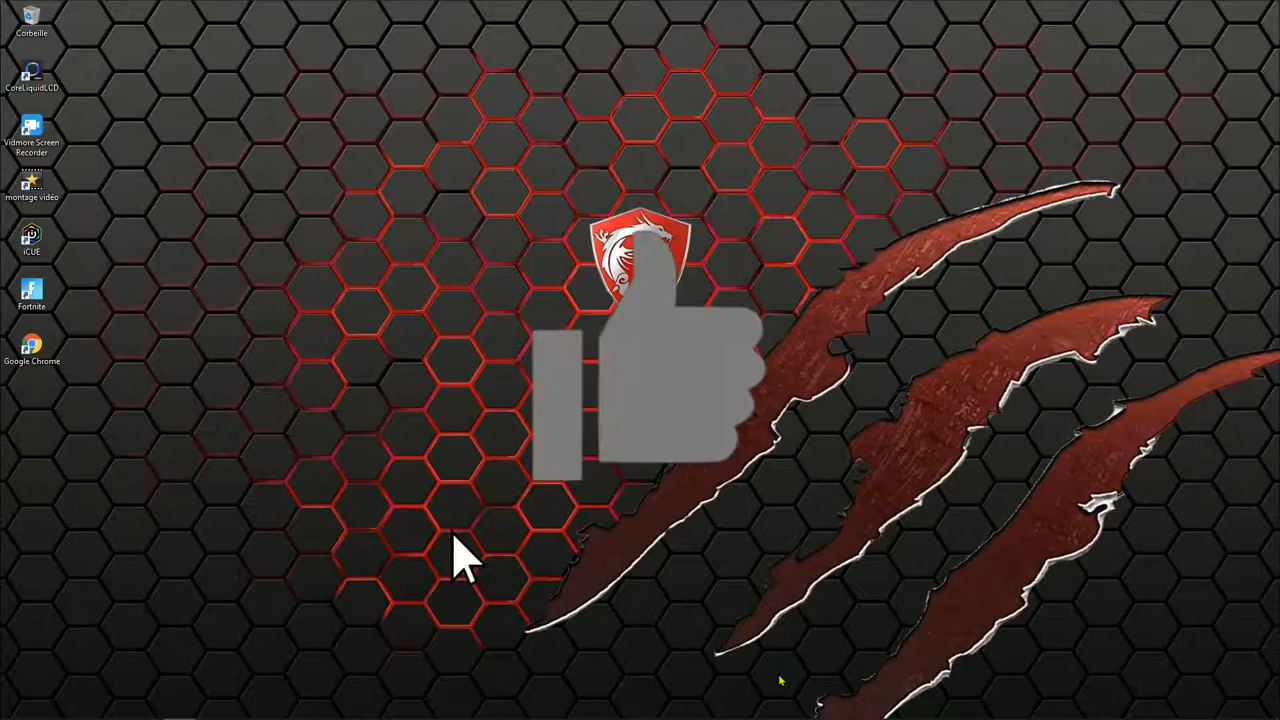 Corbeille
CoreLiquidLCD
Vidmore Screen
Recorder
montage vidéo
iCUE
Fortnite
Google Chrome